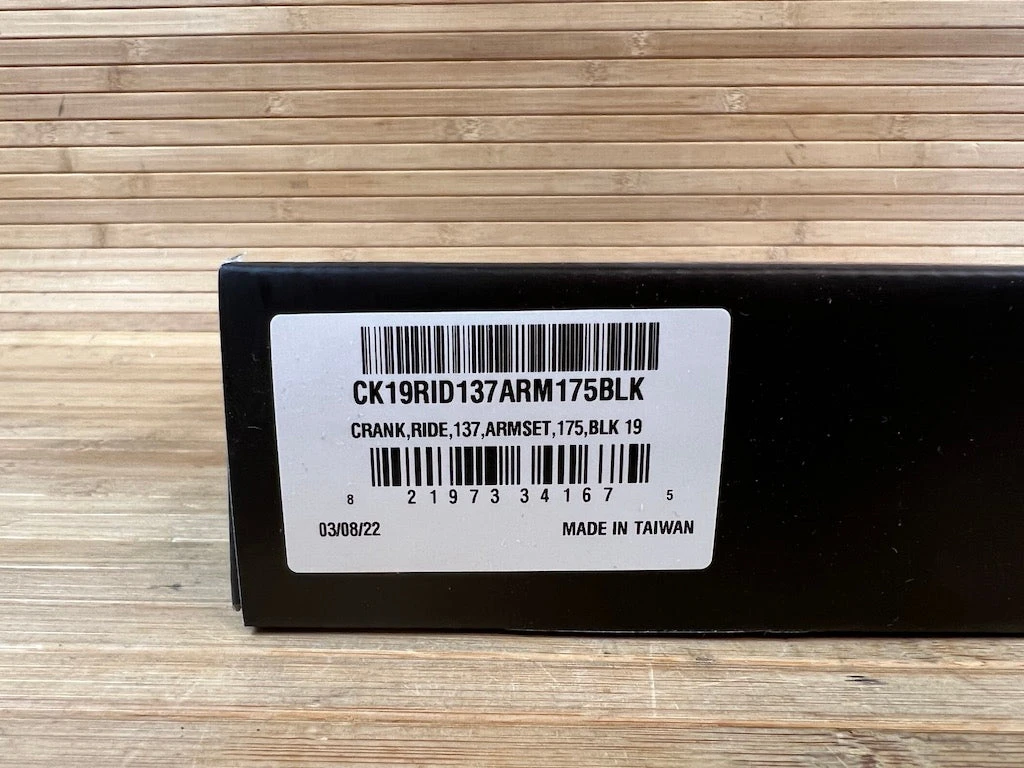 CK19RID137ARM175BLK
CRANK,RIDE,137,ARMSET,175,BLK 19
8 21973 34167 5
03/08/22 MADE IN TAIWAN